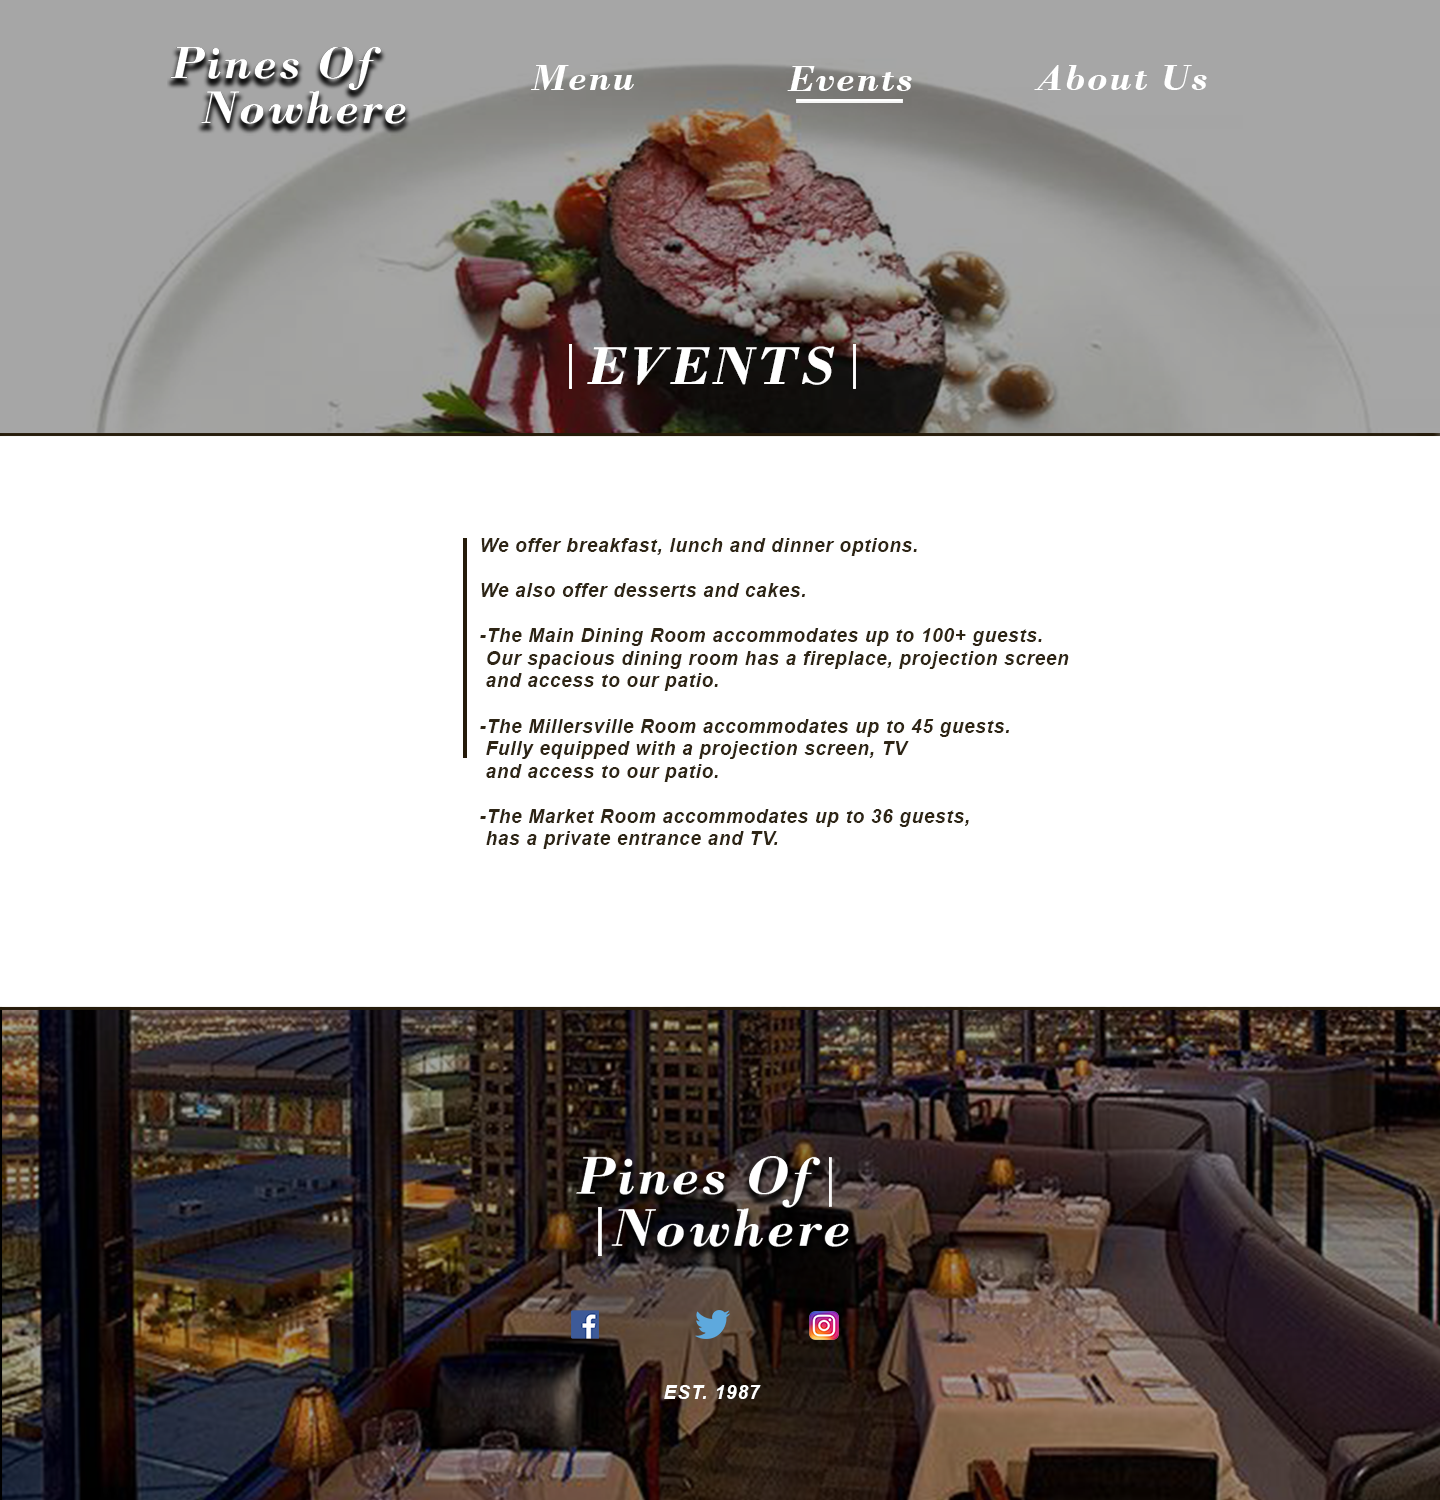 Pines Of
Nowhere
Menu
Events
About Us
|EVENTS|
We offer breakfast, lunch and dinner options.
We also offer desserts and cakes.
-The Main Dining Room accommodates up to 100+ guests.
Our spacious dining room has a fireplace, projection screen
and access to our patio.
-The Millersville Room accommodates up to 45 guests.
Fully equipped with a projection screen, TV
and access to our patio.
-The Market Room accommodates up to 36 guests,
has a private entrance and TV.
Pines Of|
|Nowhere
EST. 1987